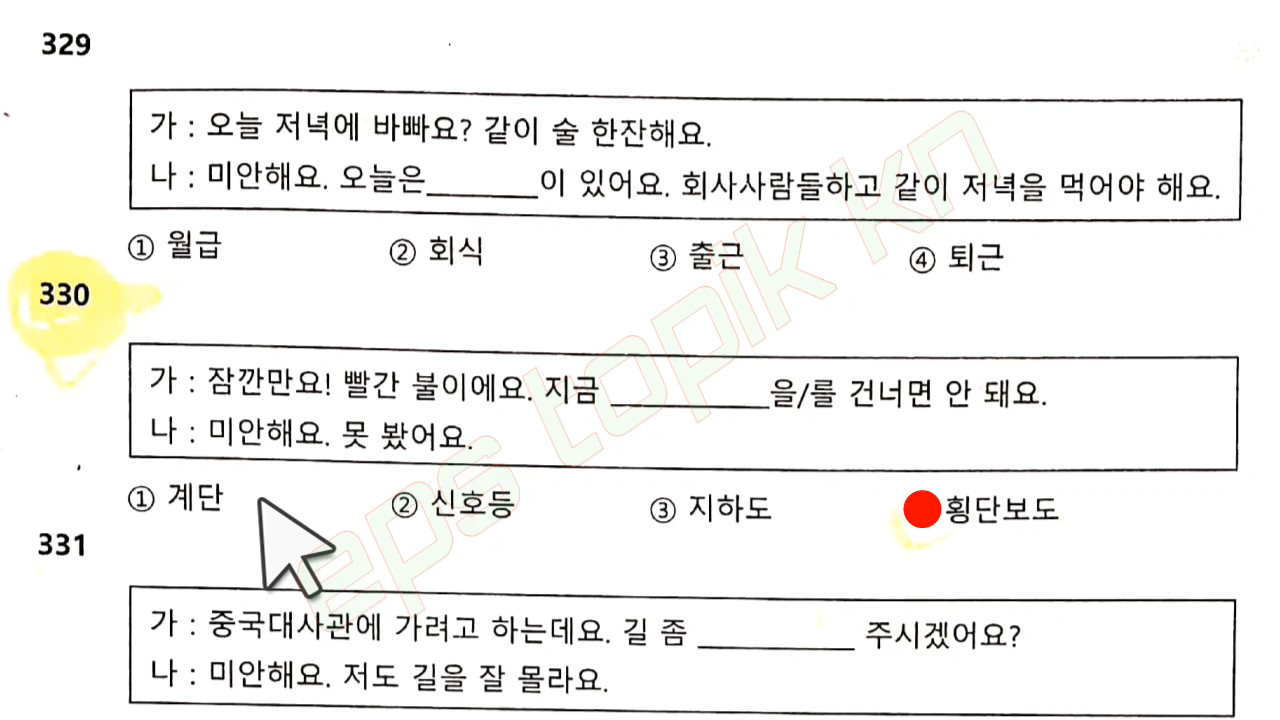 329
가 : 오늘 저녁에 바빠요? 같이 술 한잔해요.
나 : 미안해요. 오늘은________이 있어요. 회사사람들하고 같이 저녁을 먹어야 해요.
① 월급 ② 회식 ③ 출근 ④ 퇴근
330
가 : 잠깐만요! 빨간 불이에요. 지금 ___________을/를 건너면 안 돼요.
나 : 미안해요. 못 봤어요.
① 계단 ② 신호등 ③ 지하도 횡단보도
331
가 : 중국대사관에 가려고 하는데요. 길 좀 ___________ 주시겠어요?
나 : 미안해요. 저도 길을 잘 몰라요.
eps topik kn